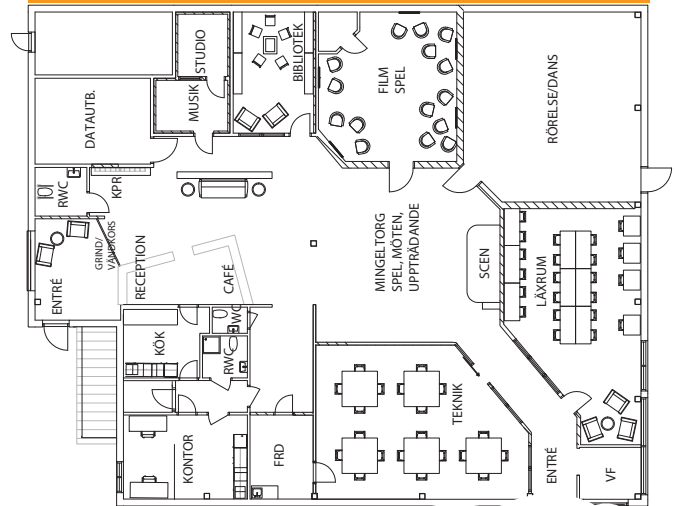 STUDIO
BIBLIOTEK
MUSIK
DATAUTB.
FILM
SPEL
RÖRELSE/DANS
RWC
KPR
ENTRÉ
GRIND/
VÄNDKORS
RECEPTION
CAFÉ
MINGELTORG
SPEL, MÖTEN,
UPPTRÄDANDE
SCEN
LÄXRUM
KÖK
WC
RWC
KONTOR
FRD
TEKNIK
ENTRÉ
VF